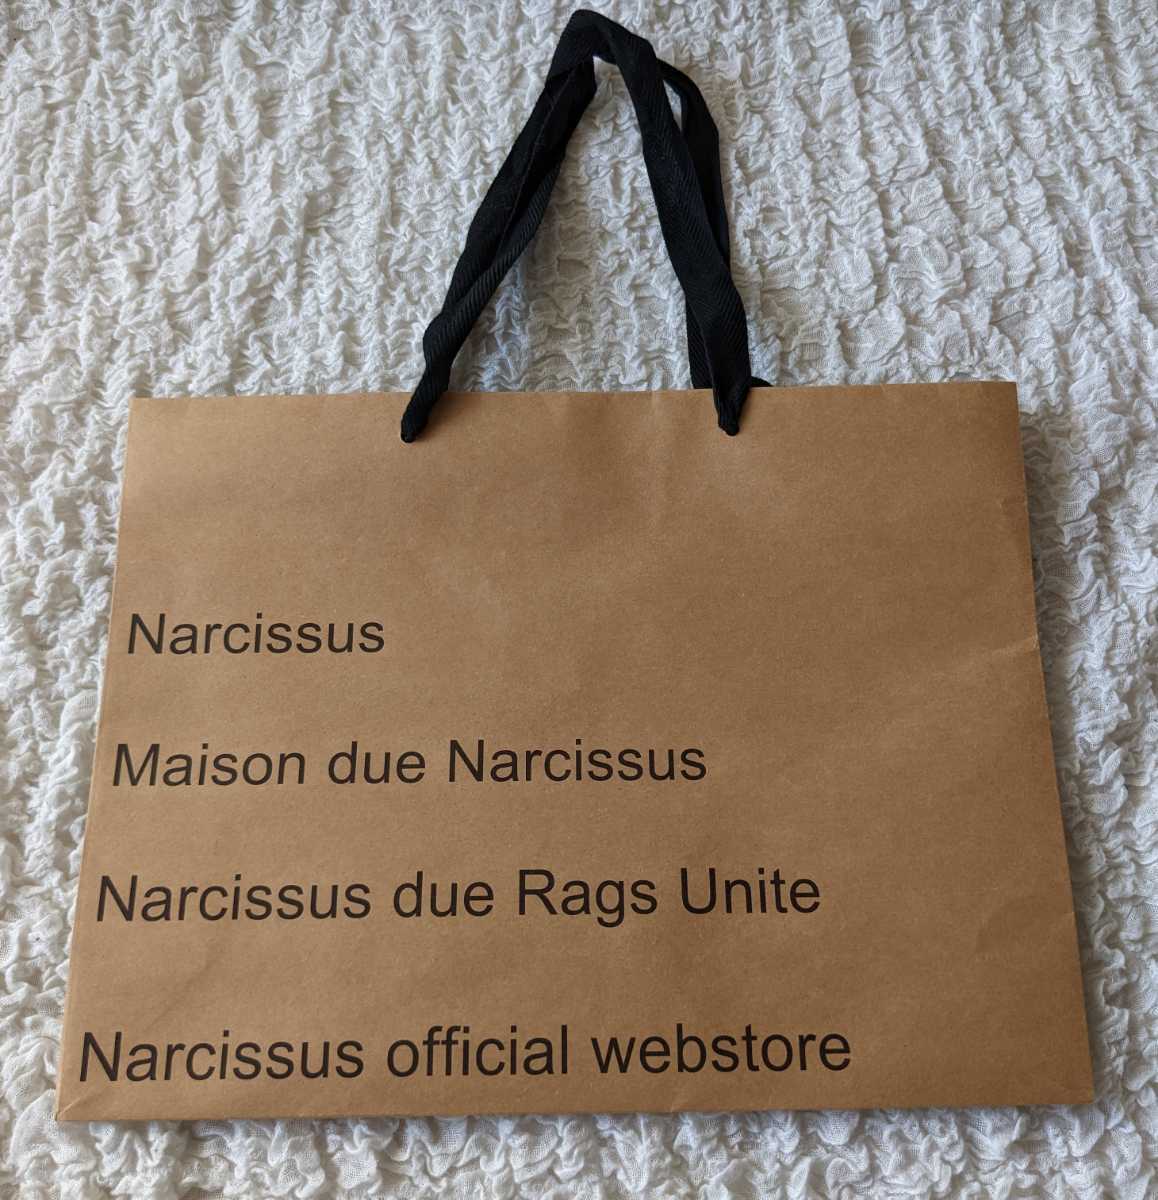 Narcissus
Maison due Narcissus
Narcissus due Rags Unite
Narcissus official webstore